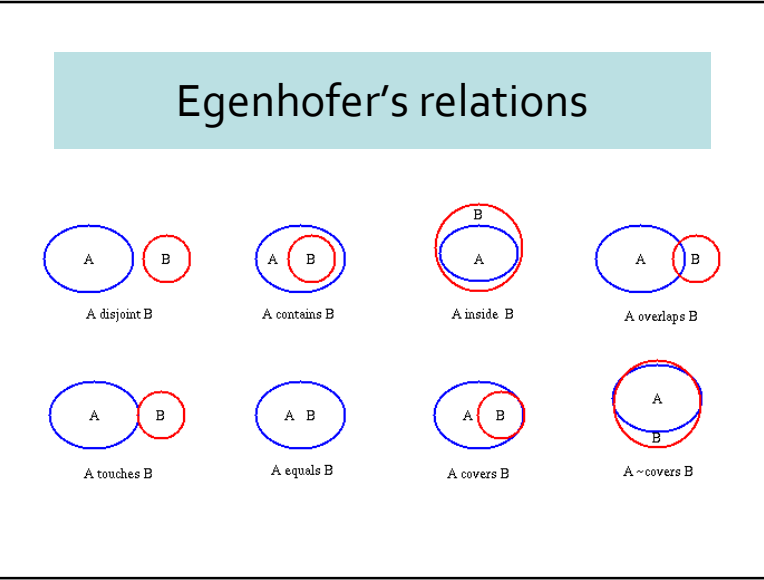 Egenhofer’s relations
A B
A disjoint B
A B
A contains B
B
A
A inside B
A B
A overlaps B
A B
A touches B
A B
A equals B
A B
A covers B
A
B
A ~covers B